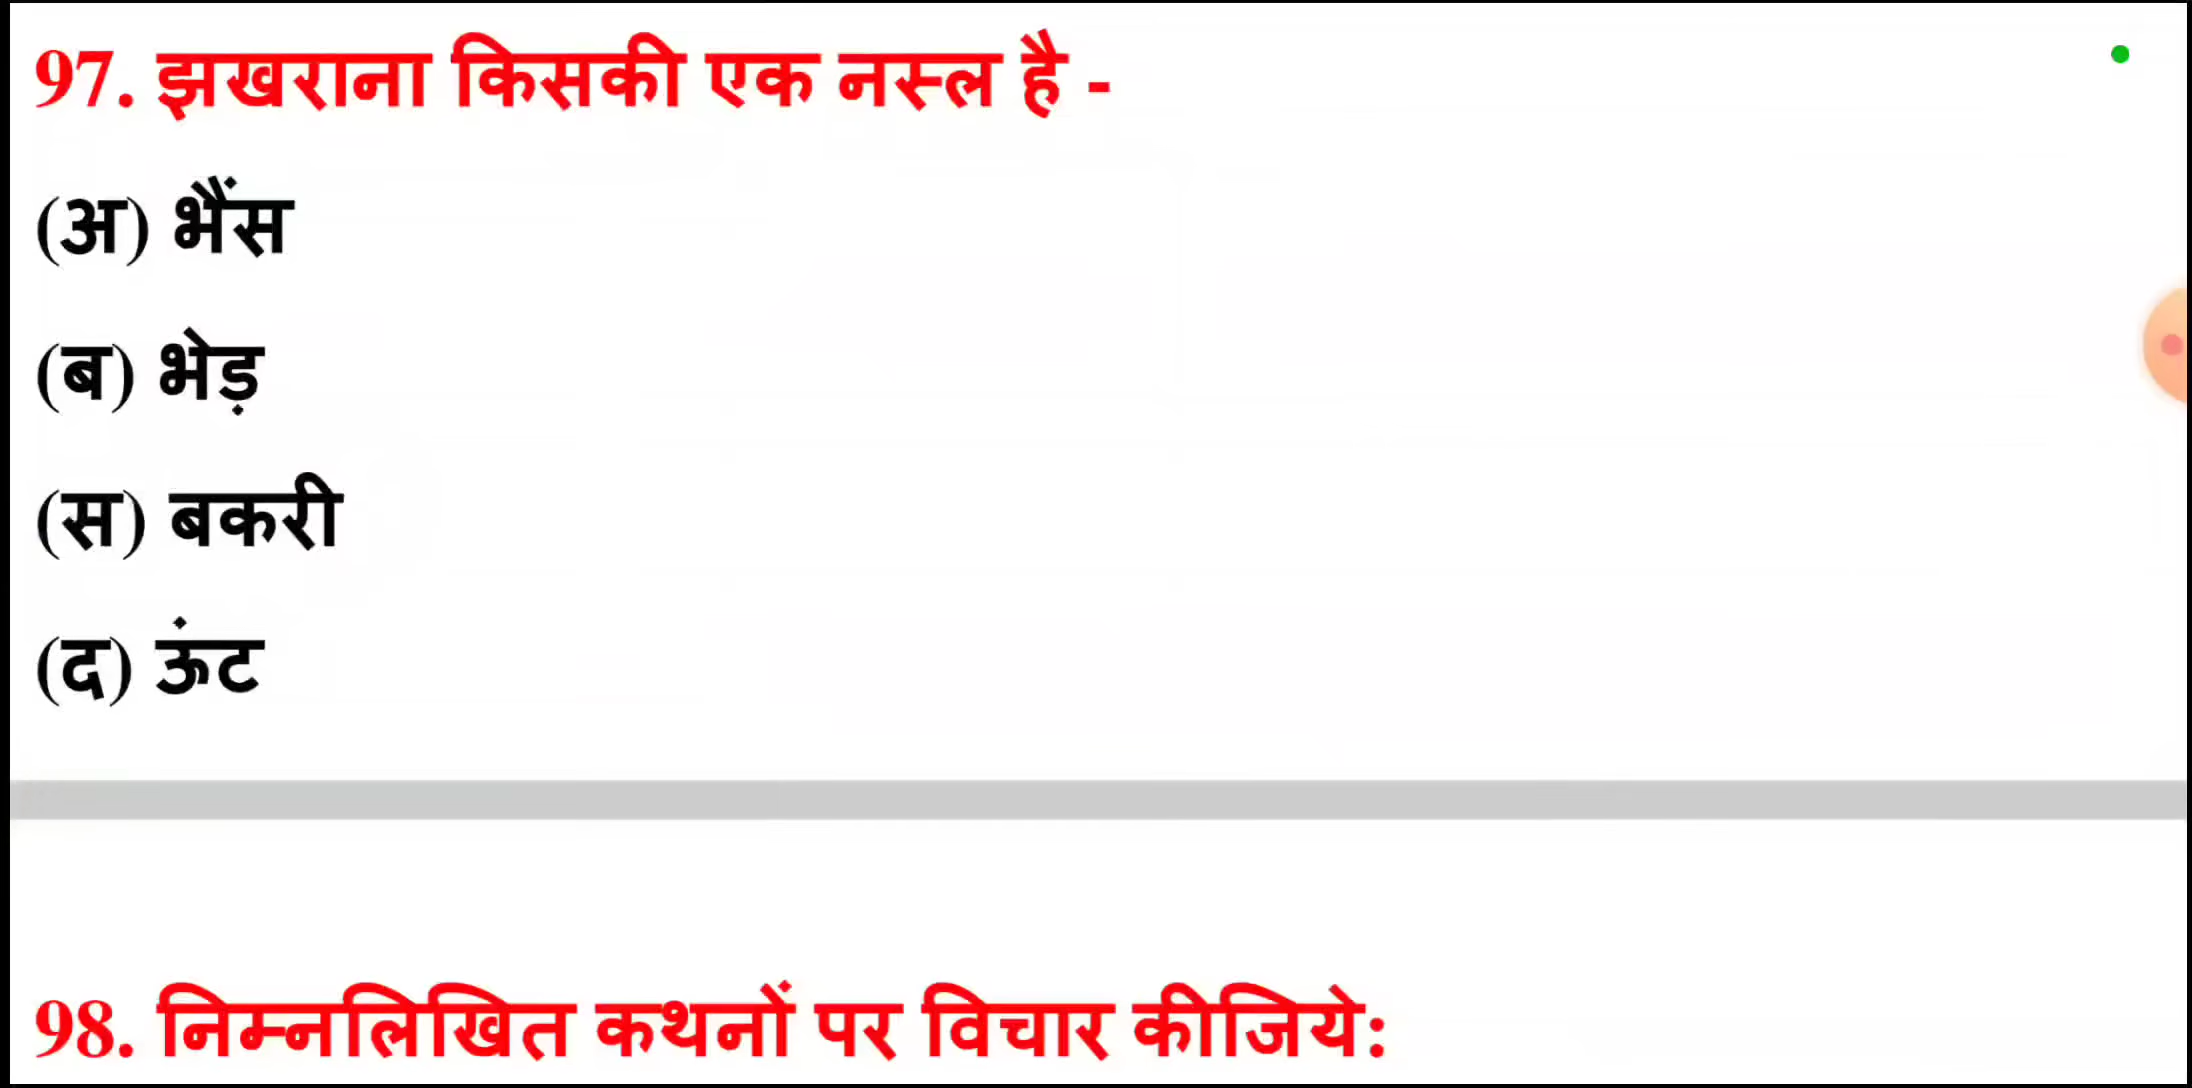 97. झखराना किसकी एक नस्ल है -
(अ) भैंस
(ब) भेड़
(स) बकरी
(द) ऊंट
98. निम्नलिखित कथनों पर विचार कीजिये: